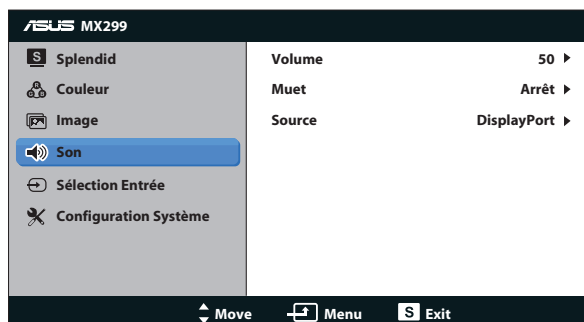 ASUS MX299
S Splendid
Couleur
Image
Son
Sélection Entrée
Configuration Système
Volume 50
Muet Arrêt
Source DisplayPort
Move Menu S Exit